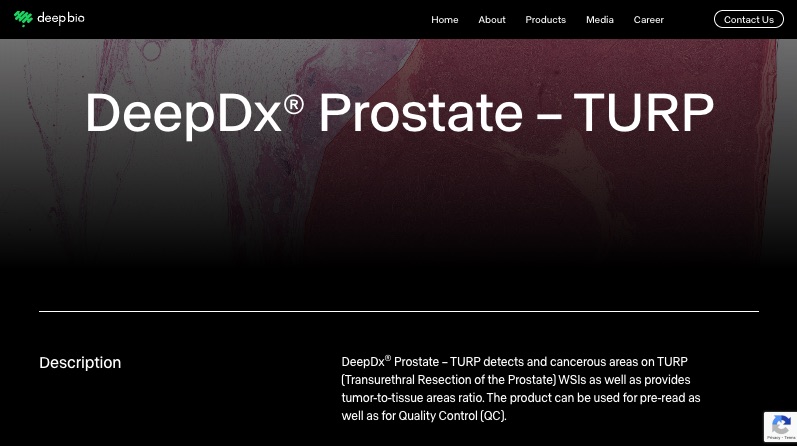 deepbio
Home About Products Media Career Contact Us
DeepDx® Prostate – TURP
Description
DeepDx® Prostate – TURP detects and cancerous areas on TURP
(Transurethral Resection of the Prostate) WSIs as well as provides
tumor-to-tissue areas ratio. The product can be used for pre-read as
well as for Quality Control (QC).
Privacy - Terms